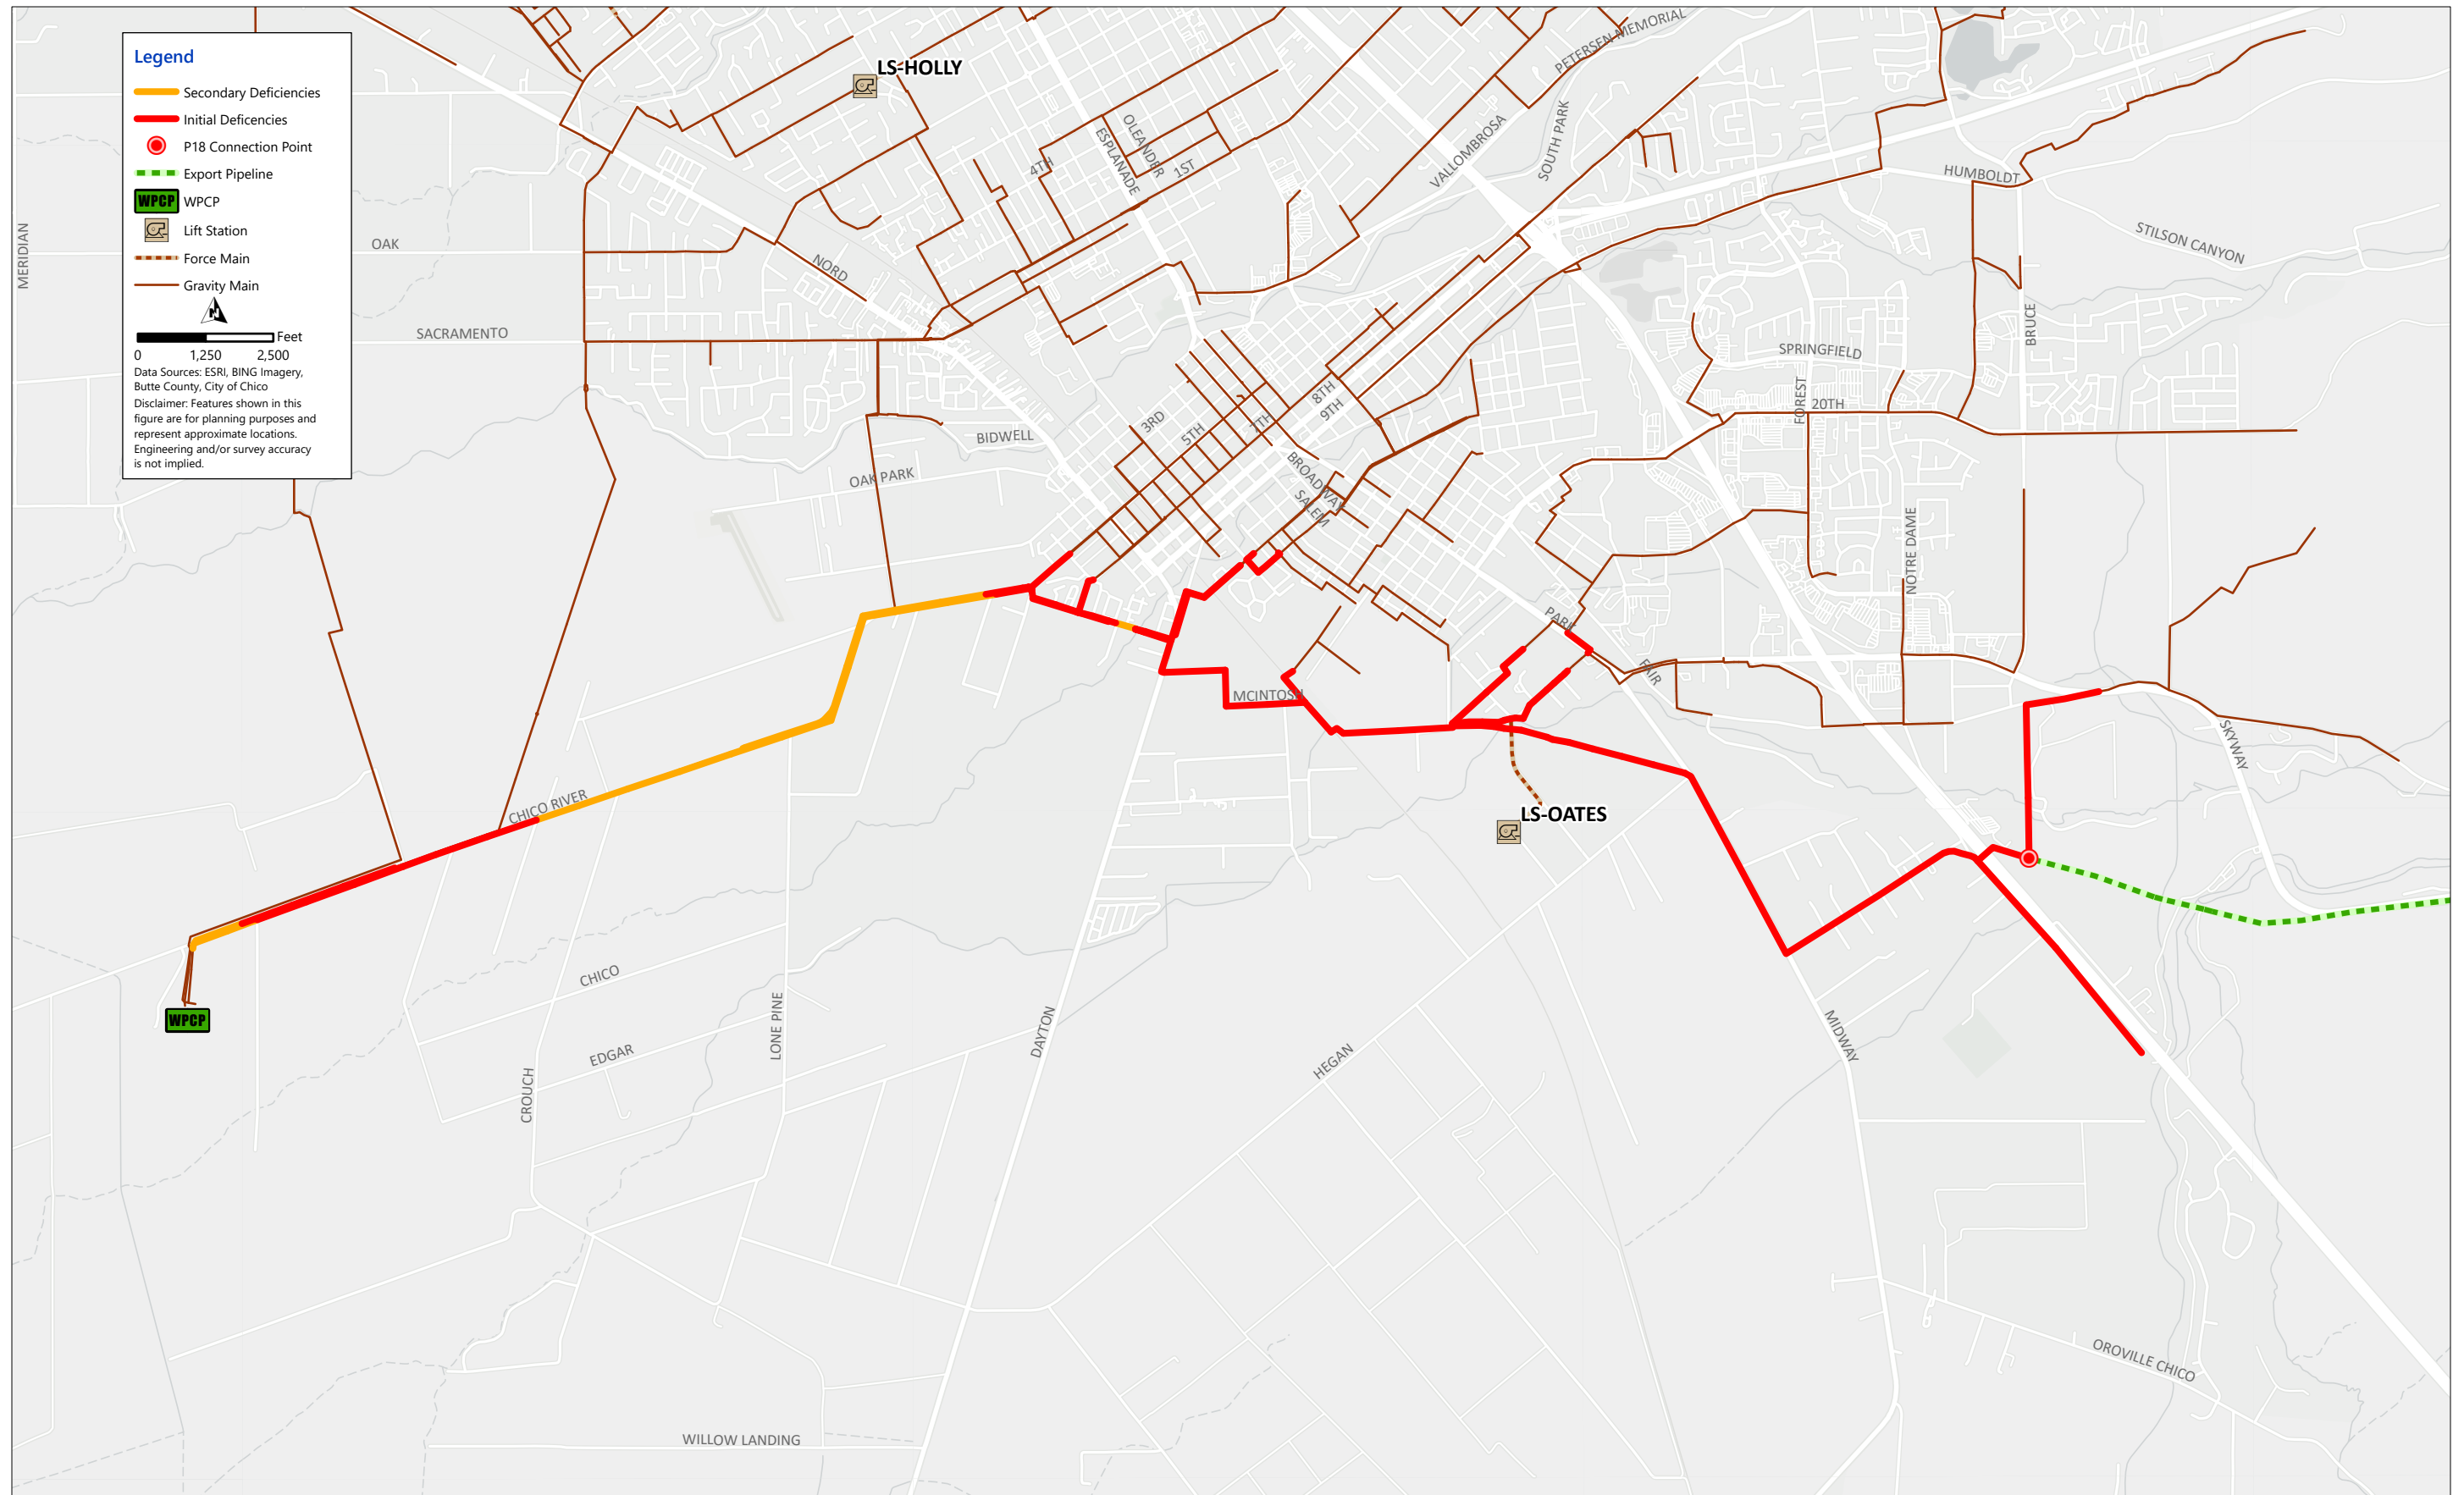 Legend
Secondary Deficiencies
Initial Deficencies
P18 Connection Point
Export Pipeline
WPCP WPCP
Lift Station
Force Main
Gravity Main
N
Feet
0 1,250 2,500
Data Sources: ESRI, BING Imagery,
Butte County, City of Chico
Disclaimer: Features shown in this
figure are for planning purposes and
represent approximate locations.
Engineering and/or survey accuracy
is not implied.
LS-HOLLY
PETERSEN MEMORIAL
OLEANDER
ESPLANADE
4TH
1ST
VALLOMBROSA
SOUTH PARK
HUMBOLDT
STILSON CANYON
MERIDIAN
OAK
NORD
SACRAMENTO
BRUCE
SPRINGFIELD
FOREST
20TH
8TH
9TH
7TH
3RD
5TH
BIDWELL
OAK PARK
BROADWAY
SALEM
NOTRE DAME
PARK
FAIR
MCINTOSH
SKYWAY
CHICO RIVER
LS-OATES
CHICO
WPCP
LONE PINE
DAYTON
EDGAR
CROUCH
HEGAN
MIDWAY
OROVILLE CHICO
WILLOW LANDING